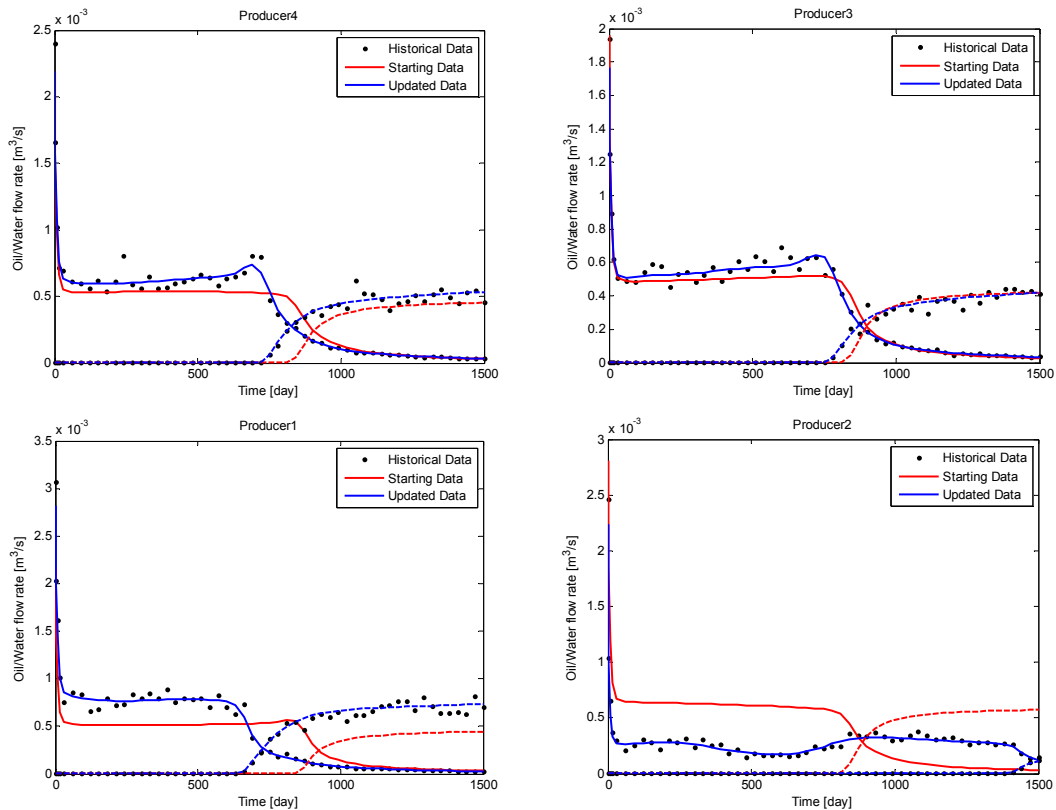 Producer4
x 10⁻³
2.5
2
1.5
1
0.5
0
Oil/Water flow rate [m³/s]
Historical Data
Starting Data
Updated Data
0 500 1000 1500
Time [day]
Producer3
x 10⁻³
2
1.8
1.6
1.4
1.2
1
0.8
0.6
0.4
0.2
0
Oil/Water flow rate [m³/s]
Historical Data
Starting Data
Updated Data
0 500 1000 1500
Time [day]
Producer1
x 10⁻³
3.5
3
2.5
2
1.5
1
0.5
0
Oil/Water flow rate [m³/s]
Historical Data
Starting Data
Updated Data
0 500 1000 1500
Time [day]
Producer2
x 10⁻³
3
2.5
2
1.5
1
0.5
0
Oil/Water flow rate [m³/s]
Historical Data
Starting Data
Updated Data
0 500 1000 1500
Time [day]